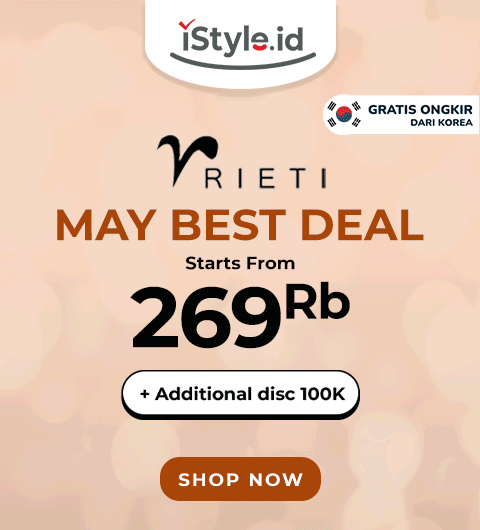 iStyle.id
GRATIS ONGKIR
DARI KOREA
RIETI
MAY BEST DEAL
Starts From
269Rb
+ Additional disc 100K
SHOP NOW